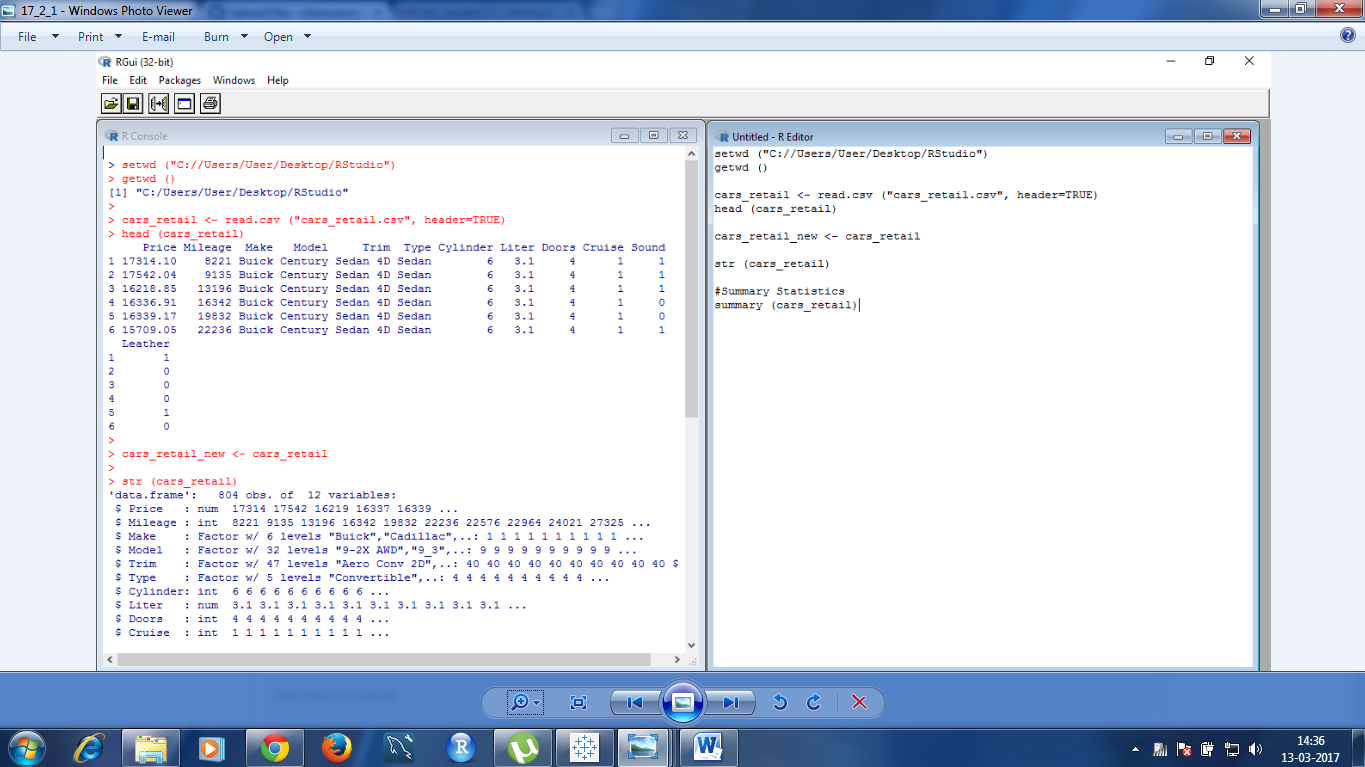 17_2_1 - Windows Photo Viewer
File Print E-mail Burn Open
RGui (32-bit)
File Edit Packages Windows Help
R Console
> setwd ("C://Users/User/Desktop/RStudio")
> getwd ()
[1] "C:/Users/User/Desktop/RStudio"
>
> cars_retail <- read.csv ("cars_retail.csv", header=TRUE)
> head (cars_retail)
Price Mileage Make Model Trim Type Cylinder Liter Doors Cruise Sound
1 17314.10 8221 Buick Century Sedan 4D Sedan 6 3.1 4 1 1
2 17542.04 9135 Buick Century Sedan 4D Sedan 6 3.1 4 1 1
3 16218.85 13196 Buick Century Sedan 4D Sedan 6 3.1 4 1 1
4 16336.91 16342 Buick Century Sedan 4D Sedan 6 3.1 4 1 0
5 16339.17 19832 Buick Century Sedan 4D Sedan 6 3.1 4 1 0
6 15709.05 22236 Buick Century Sedan 4D Sedan 6 3.1 4 1 1
Leather
1 1
2 0
3 0
4 0
5 1
6 0
>
> cars_retail_new <- cars_retail
>
> str (cars_retail)
'data.frame': 804 obs. of 12 variables:
$ Price : num 17314 17542 16219 16337 16339 ...
$ Mileage : int 8221 9135 13196 16342 19832 22236 22576 22964 24021 27325 ...
$ Make : Factor w/ 6 levels "Buick","Cadillac",..: 1 1 1 1 1 1 1 1 1 1 ...
$ Model : Factor w/ 32 levels "9-2X AWD","9_3",..: 9 9 9 9 9 9 9 9 9 9 ...
$ Trim : Factor w/ 47 levels "Aero Conv 2D",..: 40 40 40 40 40 40 40 40 40 40 $
$ Type : Factor w/ 5 levels "Convertible",..: 4 4 4 4 4 4 4 4 4 4 ...
$ Cylinder: int 6 6 6 6 6 6 6 6 6 6 ...
$ Liter : num 3.1 3.1 3.1 3.1 3.1 3.1 3.1 3.1 3.1 3.1 ...
$ Doors : int 4 4 4 4 4 4 4 4 4 4 ...
$ Cruise : int 1 1 1 1 1 1 1 1 1 1 ...
Untitled - R Editor
setwd ("C://Users/User/Desktop/RStudio")
getwd ()
cars_retail <- read.csv ("cars_retail.csv", header=TRUE)
head (cars_retail)
cars_retail_new <- cars_retail
str (cars_retail)
#Summary Statistics
summary (cars_retail)
14:36
13-03-2017